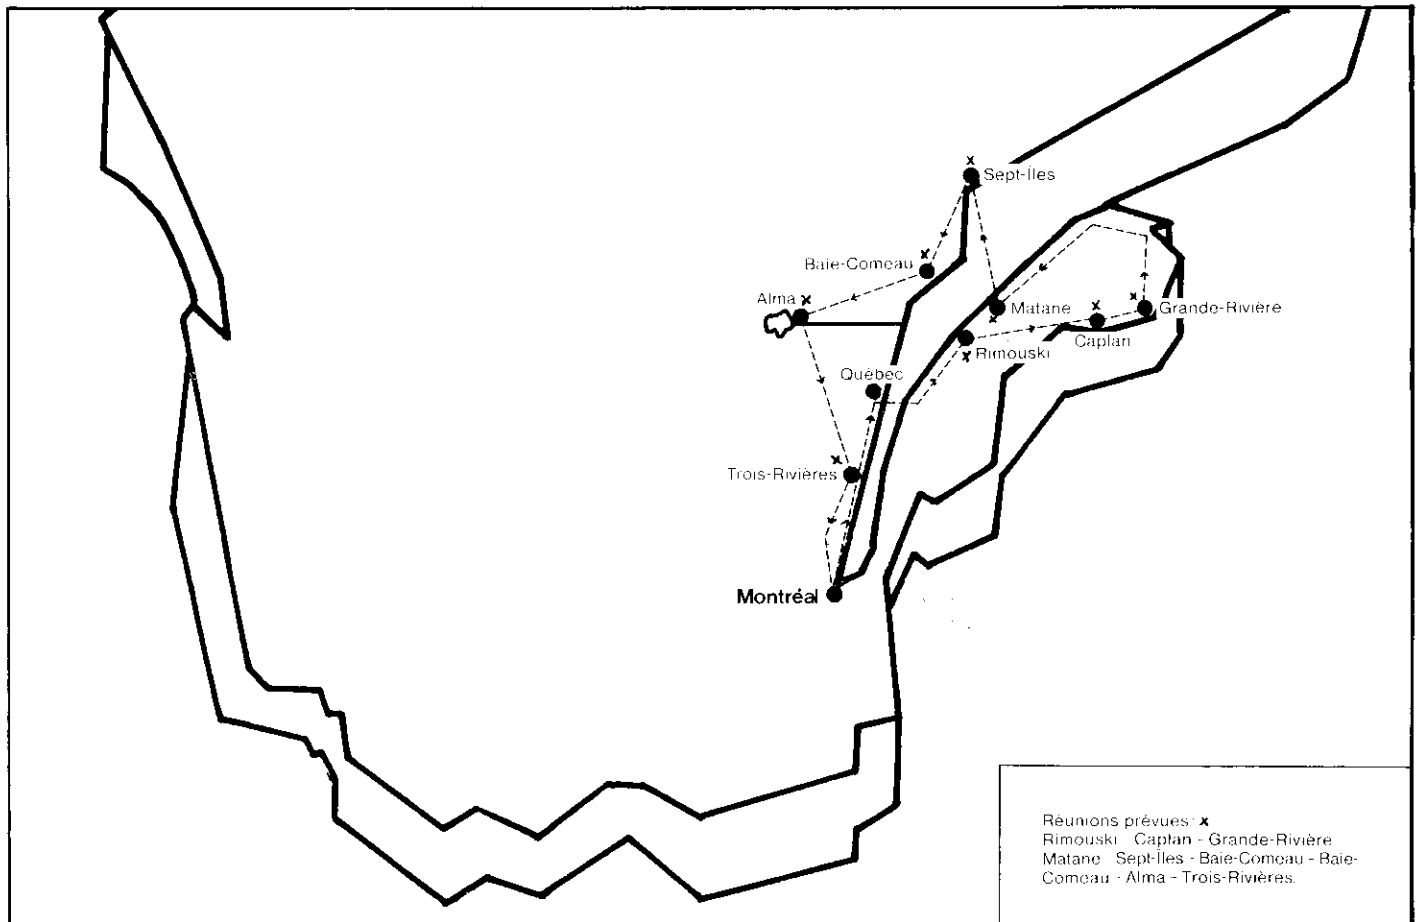 Sept-Îles
Baie-Comeau
Alma x
Matane
Grande-Rivière
Caplan
Rimouski
Québec
Trois-Rivières
Montréal
Réunions prévues: x
Rimouski Caplan - Grande-Rivière
Matane Sept-Îles - Baie-Comeau - Baie-
Comeau - Alma - Trois-Rivières.